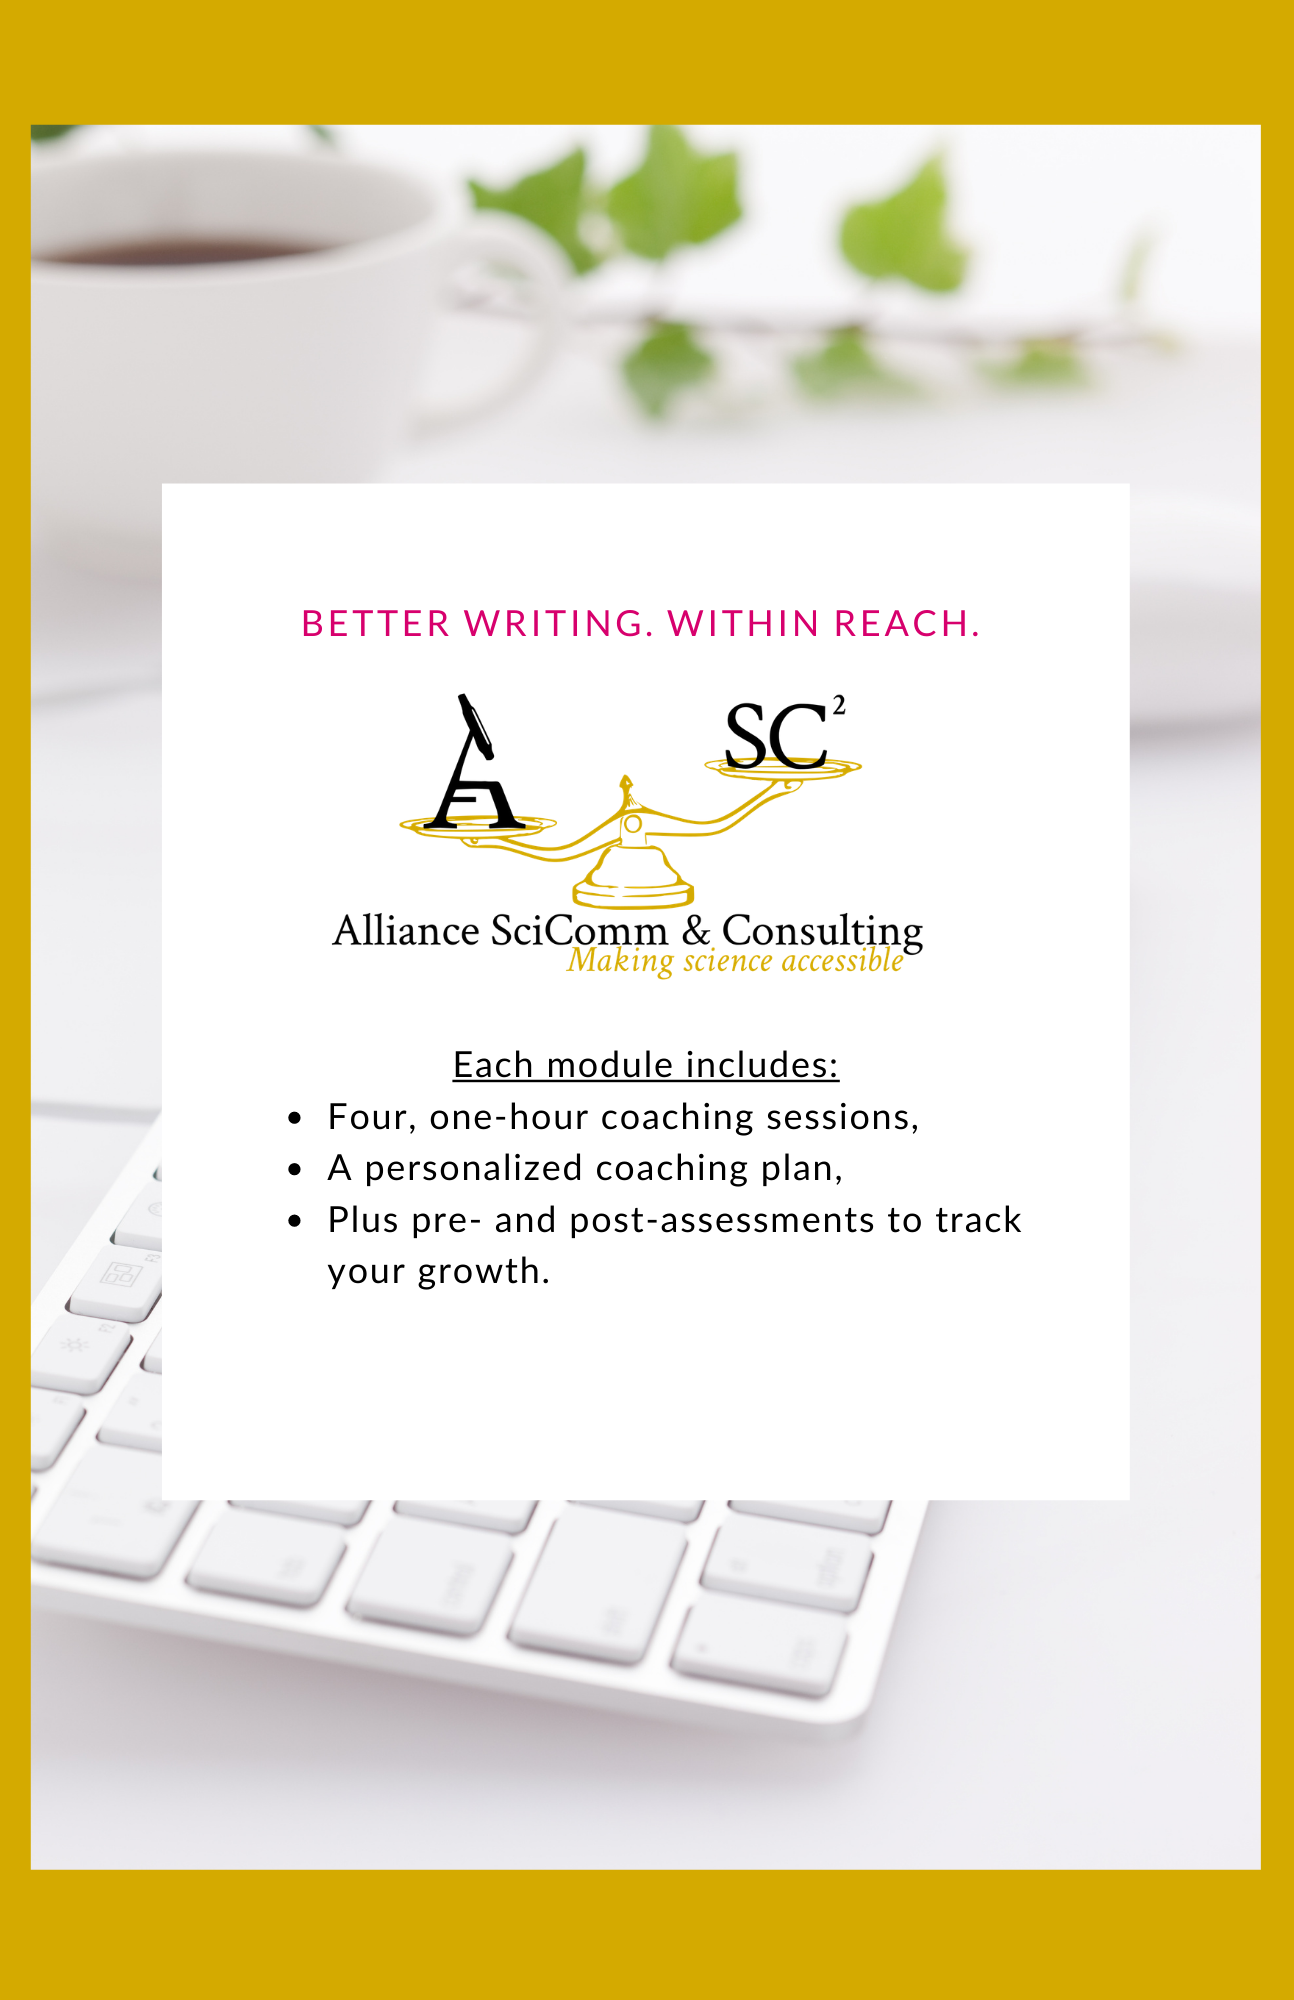 BETTER WRITING. WITHIN REACH.
A SC²
Alliance SciComm & Consulting
Making science accessible
Each module includes:
• Four, one-hour coaching sessions,
• A personalized coaching plan,
• Plus pre- and post-assessments to track
your growth.